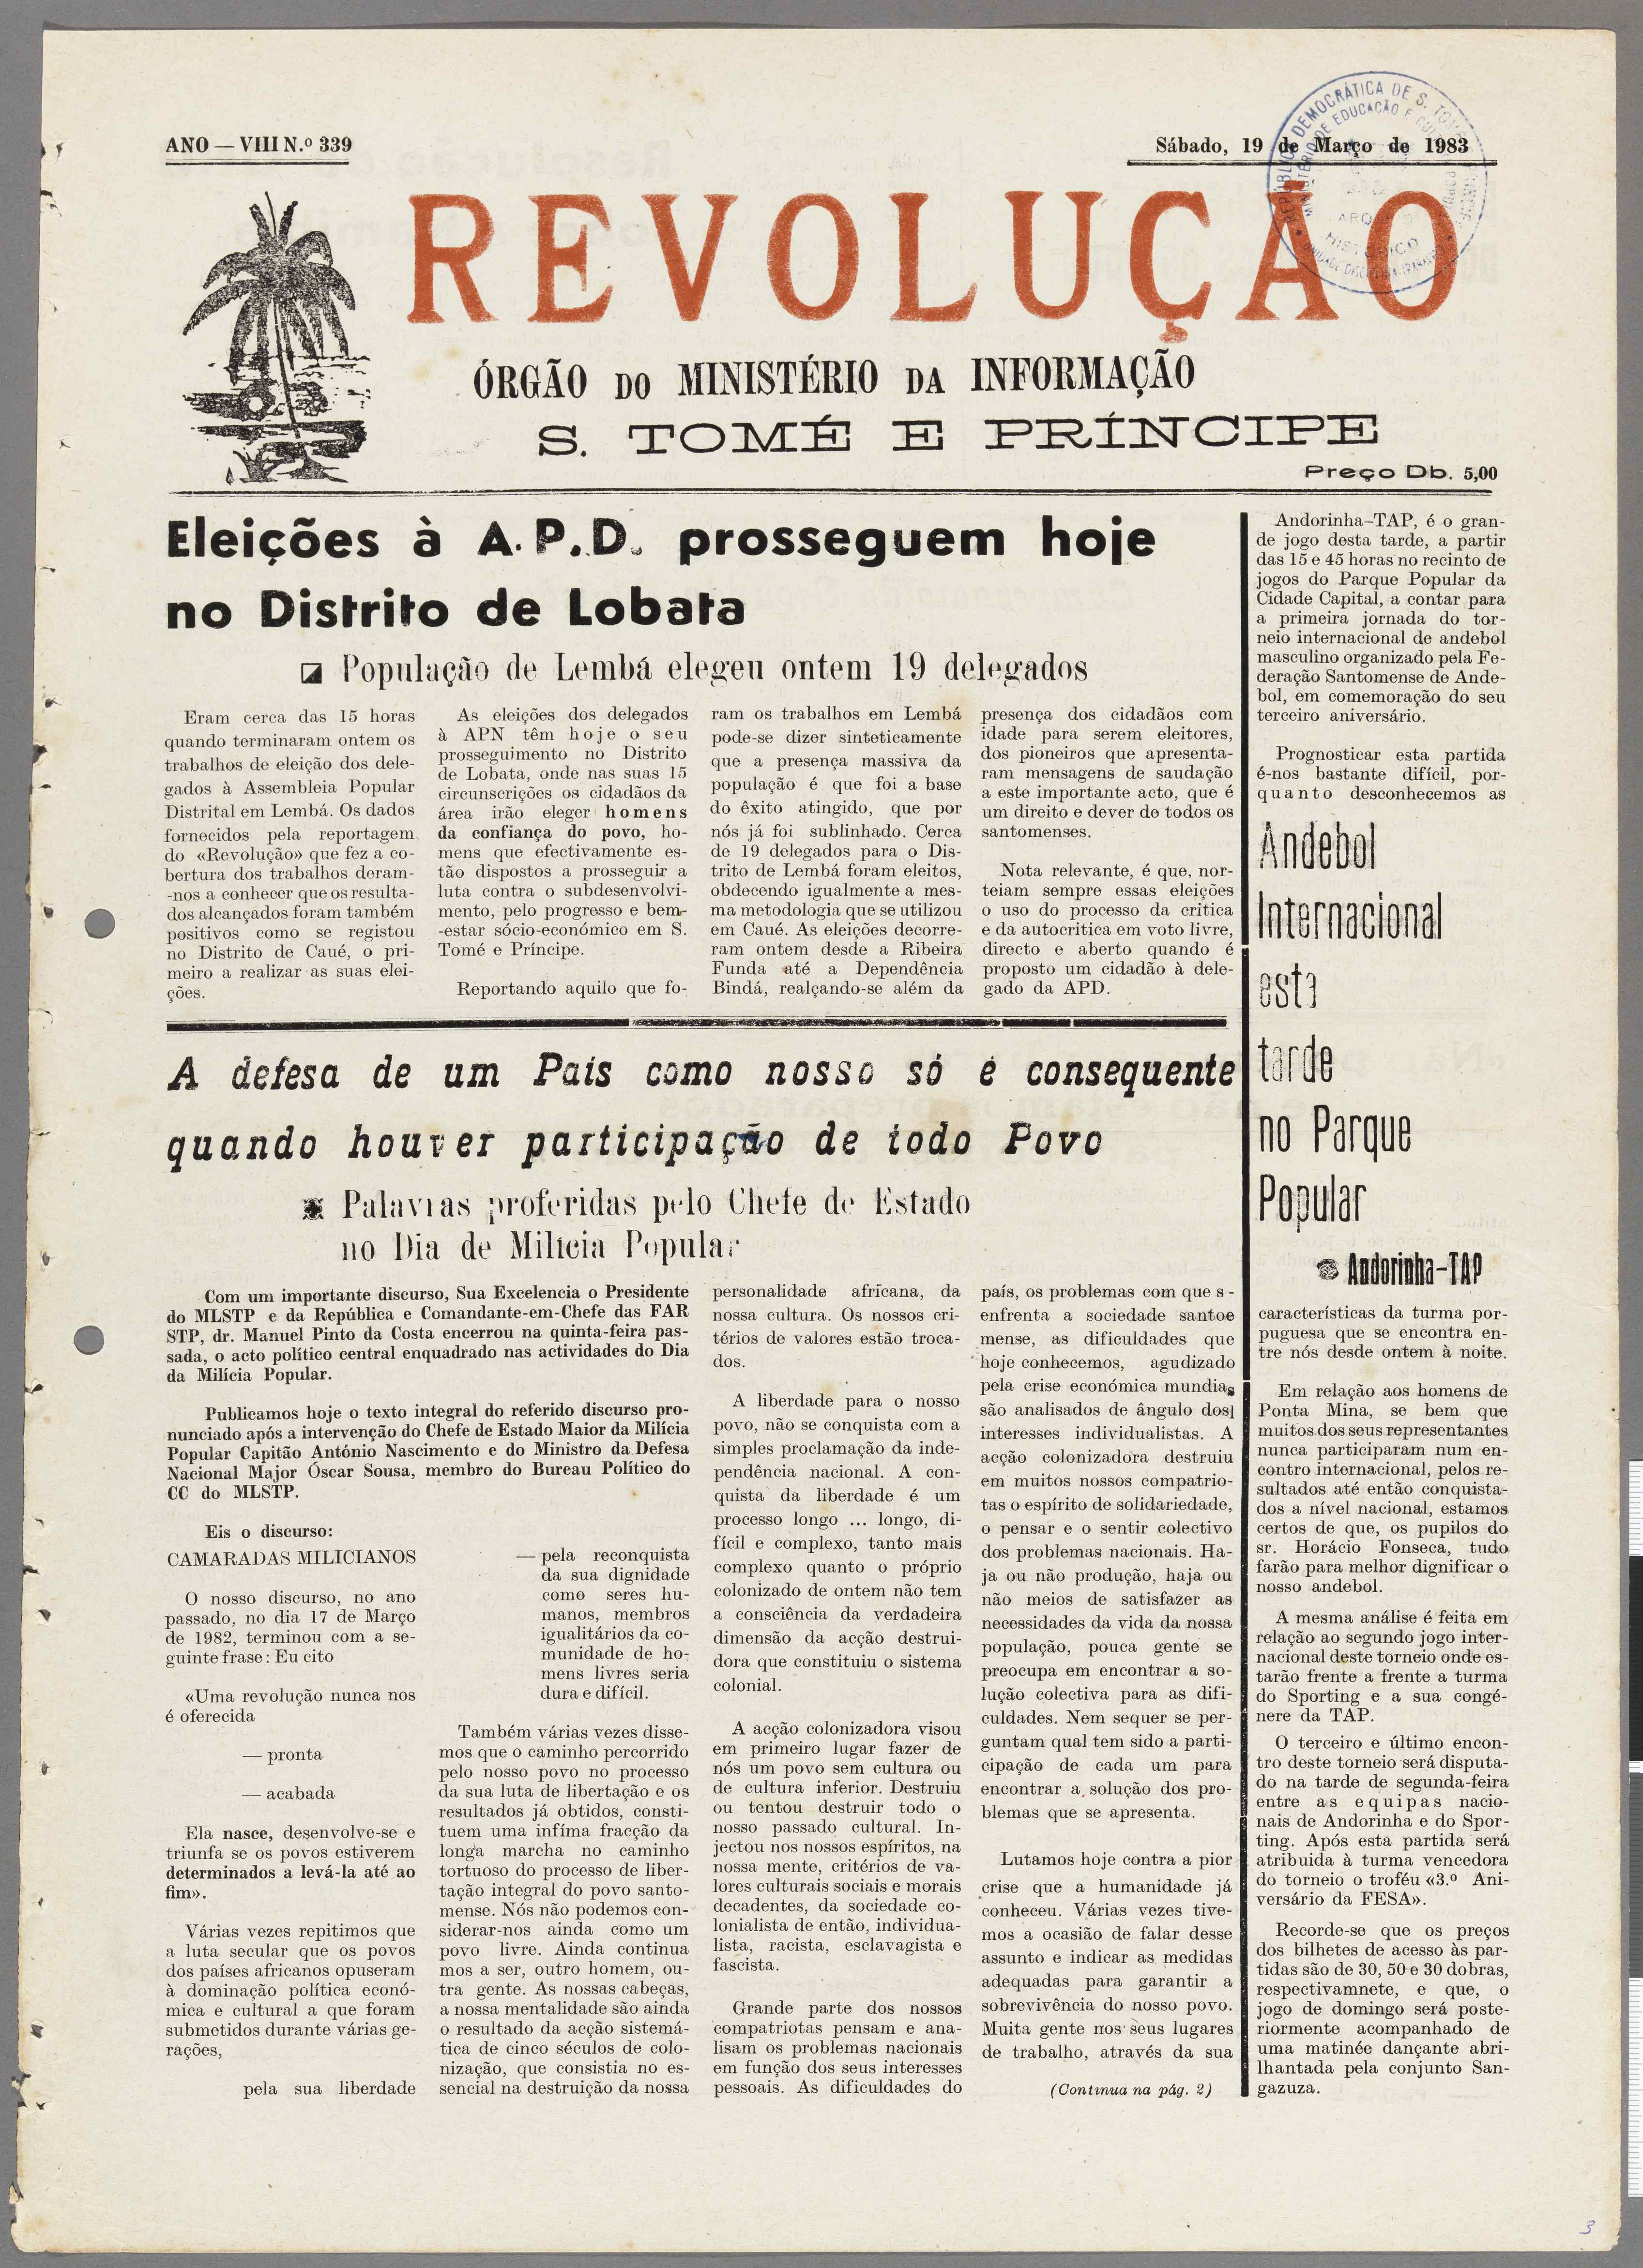 ANO — VIII N.º 339
Sábado, 19 de Março de 1983
REVOLUÇÃO
ÓRGÃO DO MINISTÉRIO DA INFORMAÇÃO
S. TOMÉ E PRÍNCIPE
Preço Db. 5,00
Eleições à A.P.D. prosseguem hoje
no Distrito de Lobata
População de Lembá elegeu ontem 19 delegados
Eram cerca das 15 horas
quando terminaram ontem os
trabalhos de eleição dos dele-
gados à Assembleia Popular
Distrital em Lembá. Os dados
fornecidos pela reportagem
do «Revolução» que fez a co-
bertura dos trabalhos deram-
-nos a conhecer que os resulta-
dos alcançados foram também
positivos como se registou
no Distrito de Caué, o pri-
meiro a realizar as suas elei-
ções.
As eleições dos delegados
à APN têm hoje o seu
prosseguimento no Distrito
de Lobata, onde nas suas 15
circunscrições os cidadãos da
área irão eleger homens
da confiança do povo, ho-
mens que efectivamente es-
tão dispostos a prosseguir a
luta contra o subdesenvolvi-
mento, pelo progresso e bem-
-estar sócio-económico em S.
Tomé e Príncipe.
Reportando aquilo que fo-
ram os trabalhos em Lembá
pode-se dizer sinteticamente
que a presença massiva da
população é que foi a base
do êxito atingido, que por
nós já foi sublinhado. Cerca
de 19 delegados para o Dis-
trito de Lembá foram eleitos,
obdecendo igualmente a mes-
ma metodologia que se utilizou
em Caué. As eleições decorre-
ram ontem desde a Ribeira
Funda até a Dependência
Bindá, realçando-se além da
presença dos cidadãos com
idade para serem eleitores,
dos pioneiros que apresenta-
ram mensagens de saudação
a este importante acto, que é
um direito e dever de todos os
santomenses.
Nota relevante, é que, nor-
teiam sempre essas eleições
o uso do processo da critica
e da autocritica em voto livre,
directo e aberto quando é
proposto um cidadão à dele-
gado da APD.
A defesa de um País como nosso só é consequente
quando houver participação de todo Povo
Palavras proferidas pelo Chefe de Estado
no Dia de Milícia Popular
Com um importante discurso, Sua Excelencia o Presidente
do MLSTP e da República e Comandante-em-Chefe das FAR
STP, dr. Manuel Pinto da Costa encerrou na quinta-feira pas-
sada, o acto político central enquadrado nas actividades do Dia
da Milícia Popular.
Publicamos hoje o texto integral do referido discurso pro-
nunciado após a intervenção do Chefe de Estado Maior da Milícia
Popular Capitão António Nascimento e do Ministro da Defesa
Nacional Major Óscar Sousa, membro do Bureau Político do
CC do MLSTP.
Eis o discurso:
CAMARADAS MILICIANOS
O nosso discurso, no ano
passado, no dia 17 de Março
de 1982, terminou com a se-
guinte frase: Eu cito
«Uma revolução nunca nos
é oferecida
— pronta
— acabada
Ela nasce, desenvolve-se e
triunfa se os povos estiverem
determinados a levá-la até ao
fim».
Várias vezes repitimos que
a luta secular que os povos
dos países africanos opuseram
à dominação política econó-
mica e cultural a que foram
submetidos durante várias ge-
rações,
pela sua liberdade
— pela reconquista
da sua dignidade
como seres hu-
manos, membros
igualitários da co-
munidade de ho-
mens livres seria
dura e difícil.
Também várias vezes disse-
mos que o caminho percorrido
pelo nosso povo no processo
da sua luta de libertação e os
resultados já obtidos, consti-
tuem uma infíma fracção da
longa marcha no caminho
tortuoso do processo de liber-
tação integral do povo santo-
mense. Nós não podemos con-
siderar-nos ainda como um
povo livre. Ainda continua
mos a ser, outro homem, ou-
tra gente. As nossas cabeças,
a nossa mentalidade são ainda
o resultado da acção sistemá-
tica de cinco séculos de colo-
nização, que consistia no es-
sencial na destruição da nossa
personalidade africana, da
nossa cultura. Os nossos cri-
térios de valores estão troca-
dos.
A liberdade para o nosso
povo, não se conquista com a
simples proclamação da inde-
pendência nacional. A con-
quista da liberdade é um
processo longo ... longo, di-
fícil e complexo, tanto mais
complexo quanto o próprio
colonizado de ontem não tem
a consciência da verdadeira
dimensão da acção destrui-
dora que constituiu o sistema
colonial.
A acção colonizadora visou
em primeiro lugar fazer de
nós um povo sem cultura ou
de cultura inferior. Destruiu
ou tentou destruir todo o
nosso passado cultural. In-
jectou nos nossos espíritos, na
nossa mente, critérios de va-
lores culturais sociais e morais
decadentes, da sociedade co-
lonialista de então, individua-
lista, racista, esclavagista e
fascista.
Grande parte dos nossos
compatriotas pensam e ana-
lisam os problemas nacionais
em função dos seus interesses
pessoais. As dificuldades do
país, os problemas com que s-
enfrenta a sociedade santoe
mense, as dificuldades que
hoje conhecemos, agudizado
pela crise económica mundias
são analisados de ângulo dosl
interesses individualistas. A
acção colonizadora destruiu
em muitos nossos compatrio-
tas o espírito de solidariedade,
o pensar e o sentir colectivo
dos problemas nacionais. Ha-
ja ou não produção, haja ou
não meios de satisfazer as
necessidades da vida da nossa
população, pouca gente se
preocupa em encontrar a so-
lução colectiva para as difi-
culdades. Nem sequer se per-
guntam qual tem sido a parti-
cipação de cada um para
encontrar a solução dos pro-
blemas que se apresenta.
Lutamos hoje contra a pior
crise que a humanidade já
conheceu. Várias vezes tive-
mos a ocasião de falar desse
assunto e indicar as medidas
adequadas para garantir a
sobrevivência do nosso povo.
Muita gente nos seus lugares
de trabalho, através da sua
(Continua na pág. 2)
Andorinha-TAP, é o gran-
de jogo desta tarde, a partir
das 15 e 45 horas no recinto de
jogos do Parque Popular da
Cidade Capital, a contar para
a primeira jornada do tor-
neio internacional de andebol
masculino organizado pela Fe-
deração Santomense de Ande-
bol, em comemoração do seu
terceiro aniversário.
Prognosticar esta partida
é-nos bastante difícil, por-
quanto desconhecemos as
Andebol
Internacional
esta
tarde
no Parque
Popular
Andorinha-TAP
características da turma por-
puguesa que se encontra en-
tre nós desde ontem à noite.
Em relação aos homens de
Ponta Mina, se bem que
muitos dos seus representantes
nunca participaram num en-
contro internacional, pelos re-
sultados até então conquista-
dos a nível nacional, estamos
certos de que, os pupilos do
sr. Horácio Fonseca, tudo
farão para melhor dignificar o
nosso andebol.
A mesma análise é feita em
relação ao segundo jogo inter-
nacional deste torneio onde es-
tarão frente a frente a turma
do Sporting e a sua congé-
nere da TAP.
O terceiro e último encon-
tro deste torneio será disputa-
do na tarde de segunda-feira
entre as equipas nacio-
nais de Andorinha e do Spor-
ting. Após esta partida será
atribuida à turma vencedora
do torneio o troféu «3.º Ani-
versário da FESA».
Recorde-se que os preços
dos bilhetes de acesso às par-
tidas são de 30, 50 e 30 dobras,
respectivamnete, e que, o
jogo de domingo será poste-
riormente acompanhado de
uma matinée dançante abri-
lhantada pela conjunto San-
gazuza.
3